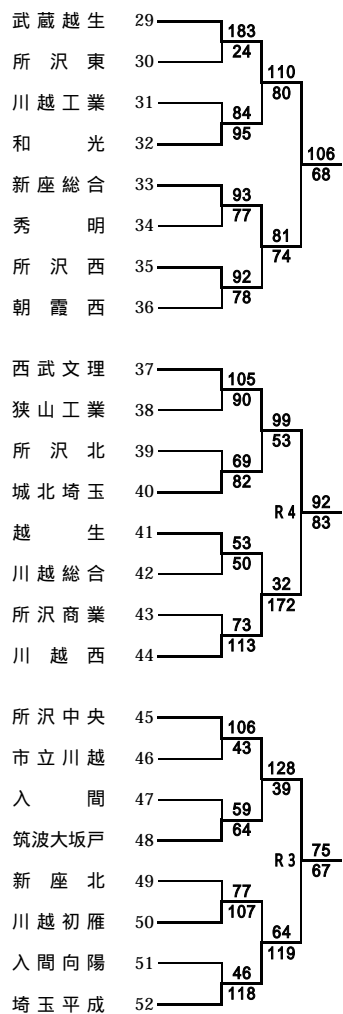 武蔵越生 29
183
所沢東 30
24
110
川越工業 31
80
84
和光 32
95
106
新座総合 33
68
93
秀明 34
77
81
所沢西 35
74
92
朝霞西 36
78
西武文理 37
105
狭山工業 38
90
99
所沢北 39
53
69
城北埼玉 40
82
R4
92
越生 41
83
53
川越総合 42
50
32
所沢商業 43
172
73
川越西 44
113
所沢中央 45
106
市立川越 46
43
128
入間 47
39
59
筑波大坂戸 48
64
R3
75
新座北 49
67
77
川越初雁 50
107
64
入間向陽 51
119
46
埼玉平成 52
118